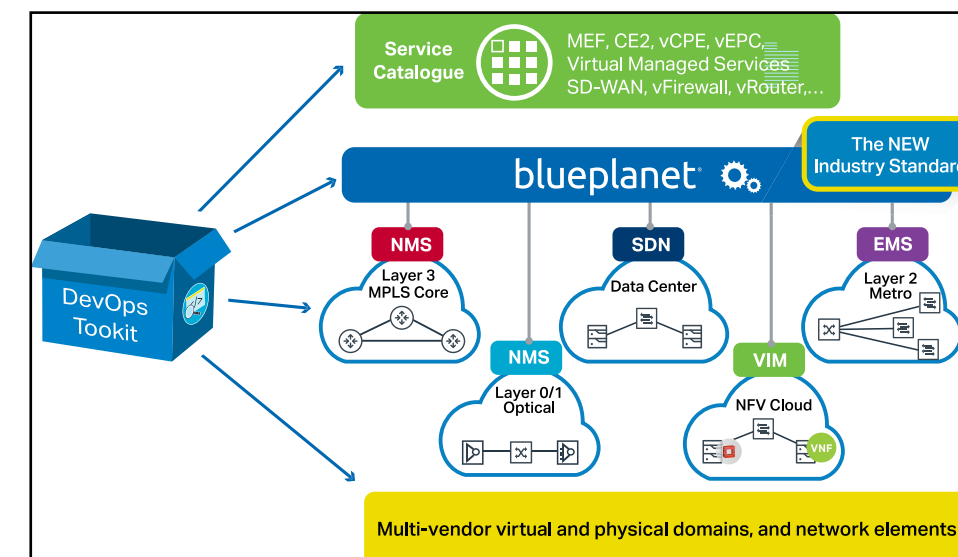 Service
Catalogue
MEF, CE2, vCPE, vEPC,
Virtual Managed Services
SD-WAN, vFirewall, vRouter,...
The NEW
Industry Standard
blueplanet
DevOps
Tookit
</>
NMS
Layer 3
MPLS Core
SDN
Data Center
EMS
Layer 2
Metro
NMS
Layer 0/1
Optical
VIM
NFV Cloud
VNF
Multi-vendor virtual and physical domains, and network elements